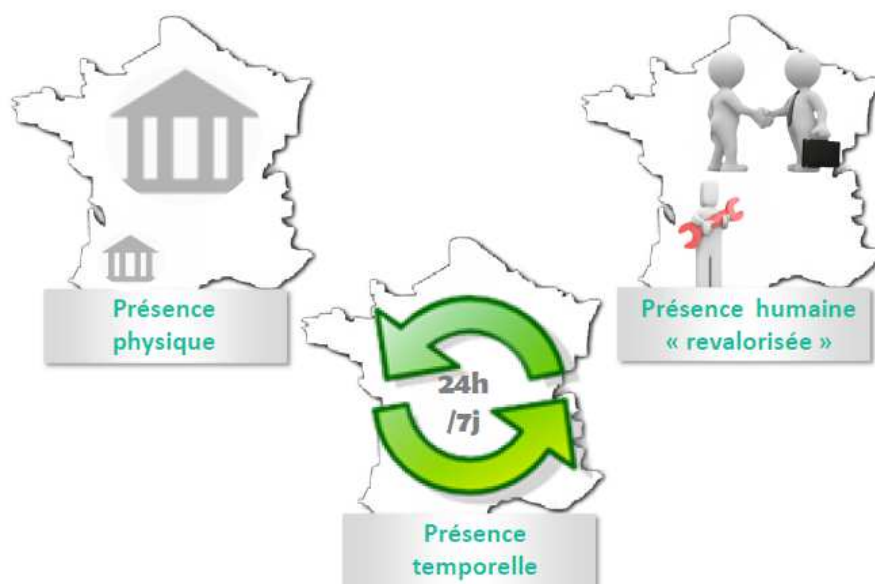 Présence
physique
Présence humaine
« revalorisée »
24h
/7j
Présence
temporelle